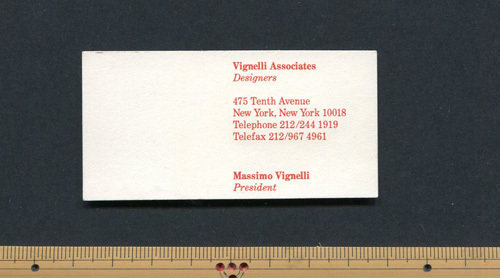 Vignelli Associates
Designers
475 Tenth Avenue
New York, New York 10018
Telephone 212/244 1919
Telefax 212/967 4961
Massimo Vignelli
President